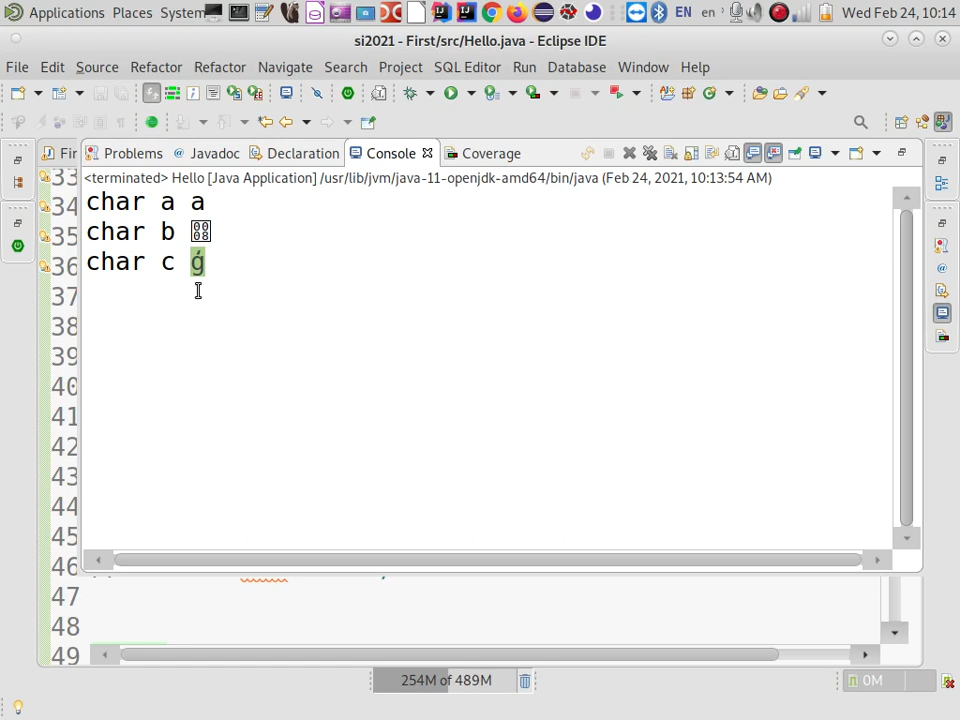 Applications Places System EN en Wed Feb 24, 10:14
si2021 - First/src/Hello.java - Eclipse IDE
File Edit Source Refactor Refactor Navigate Search Project SQL Editor Run Database Window Help
Fir Problems Javadoc Declaration Console Coverage
<terminated> Hello [Java Application] /usr/lib/jvm/java-11-openjdk-amd64/bin/java (Feb 24, 2021, 10:13:54 AM)
33
char a a
34
char b
35
char c ģ
36
37
38
39
40
41
42
43
44
45
46
47
48
49
254M of 489M
0M